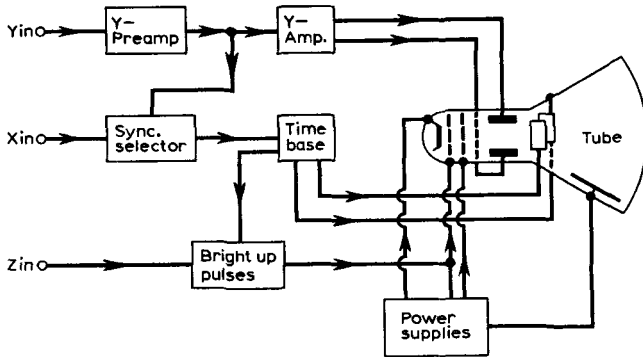 Yin
Y–
Preamp
Y–
Amp.
Xin
Sync.
selector
Time
base
Tube
Zin
Bright up
pulses
Power
supplies